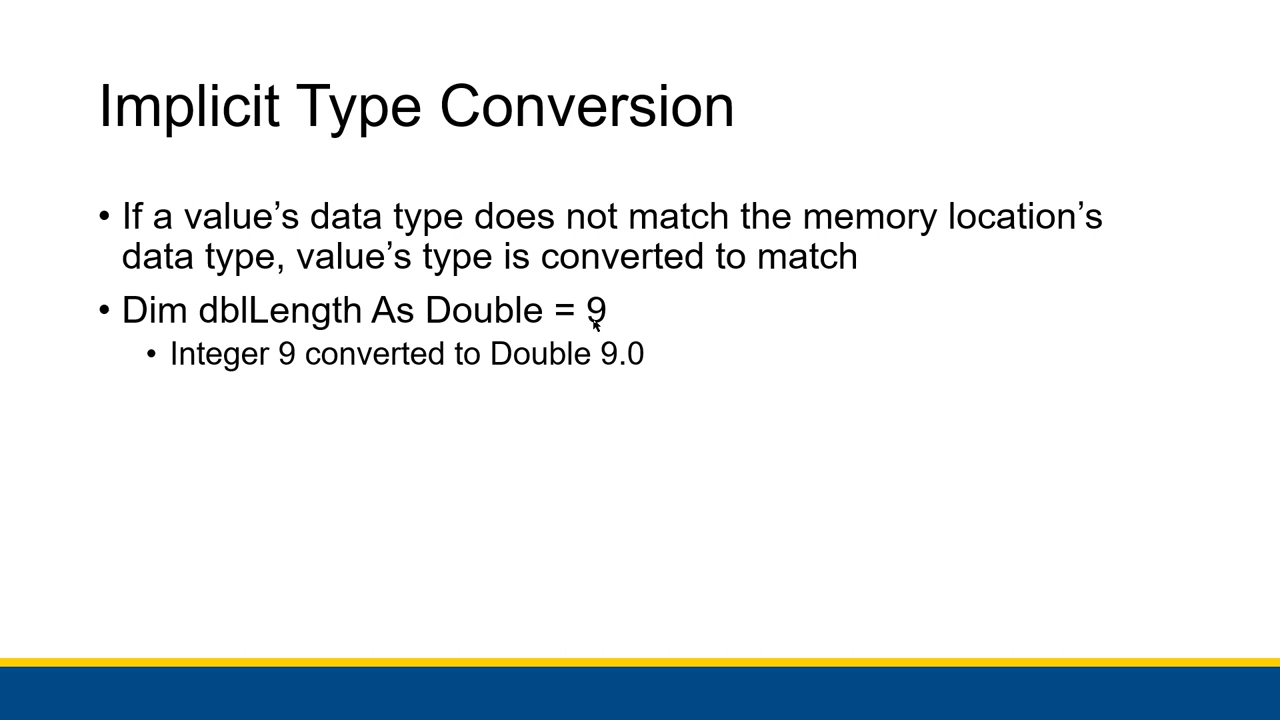 Implicit Type Conversion
• If a value’s data type does not match the memory location’s
data type, value’s type is converted to match
• Dim dblLength As Double = 9
• Integer 9 converted to Double 9.0